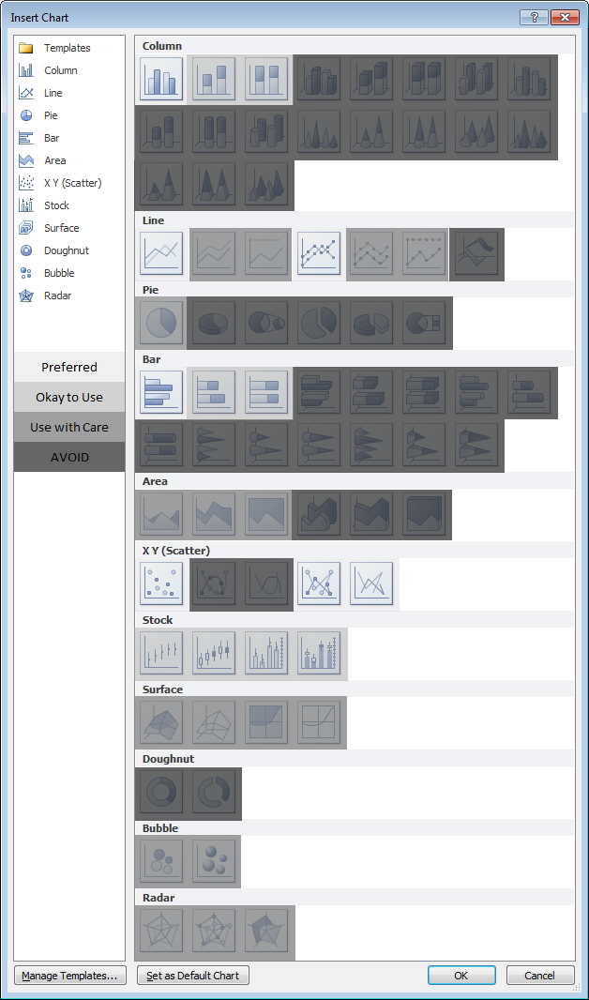 Insert Chart
Templates
Column
Line
Pie
Bar
Area
X Y (Scatter)
Stock
Surface
Doughnut
Bubble
Radar
Preferred
Okay to Use
Use with Care
AVOID
Column
Line
Pie
Bar
Area
X Y (Scatter)
Stock
Surface
Doughnut
Bubble
Radar
Manage Templates...
Set as Default Chart
OK
Cancel